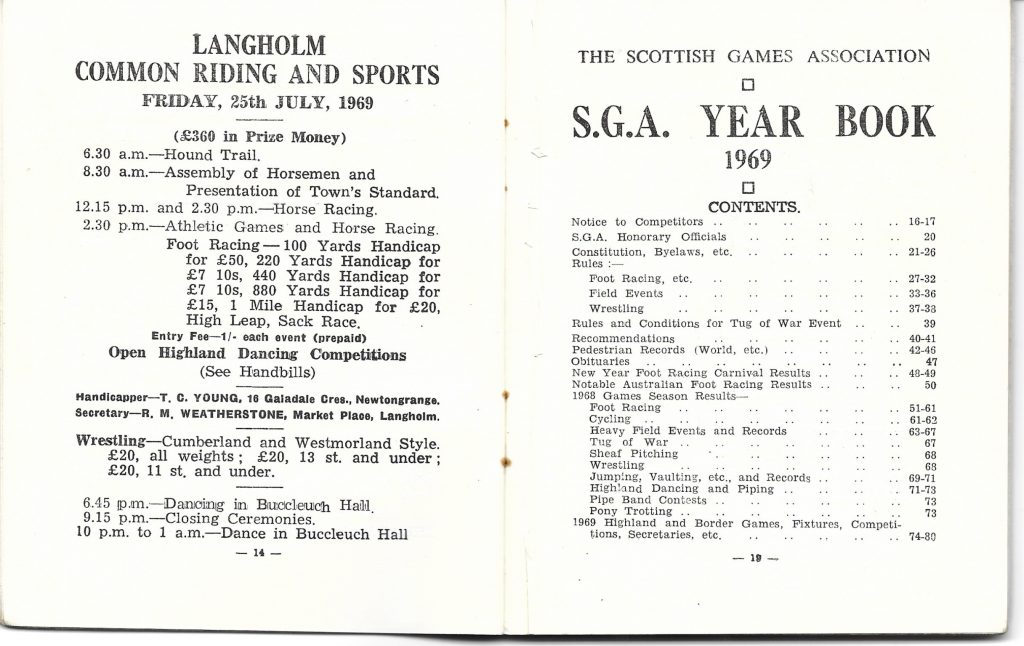 LANGHOLM
COMMON RIDING AND SPORTS
FRIDAY, 25th JULY, 1969
(£360 in Prize Money)
6.30 a.m.—Hound Trail.
8.30 a.m.—Assembly of Horsemen and
Presentation of Town's Standard.
12.15 p.m. and 2.30 p.m.—Horse Racing.
2.30 p.m.—Athletic Games and Horse Racing.
Foot Racing — 100 Yards Handicap
for £50, 220 Yards Handicap for
£7 10s, 440 Yards Handicap for
£7 10s, 880 Yards Handicap for
£15, 1 Mile Handicap for £20,
High Leap, Sack Race.
Entry Fee—1/- each event (prepaid)
Open Highland Dancing Competitions
(See Handbills)
Handicapper—T. C. YOUNG, 16 Galadale Cres., Newtongrange.
Secretary—R. M. WEATHERSTONE, Market Place, Langholm.
Wrestling—Cumberland and Westmorland Style.
£20, all weights ; £20, 13 st. and under ;
£20, 11 st. and under.
6.45 p.m.—Dancing in Buccleuch Hall.
9.15 p.m.—Closing Ceremonies.
10 p.m. to 1 a.m.—Dance in Buccleuch Hall
— 14 —
THE SCOTTISH GAMES ASSOCIATION
S.G.A. YEAR BOOK
1969
CONTENTS.
Notice to Competitors .. .. .. .. .. .. 16-17
S.G.A. Honorary Officials .. .. .. .. .. 20
Constitution, Byelaws, etc. .. .. .. .. .. 21-26
Rules :—
Foot Racing, etc. .. .. .. .. .. .. 27-32
Field Events .. .. .. .. .. .. .. 33-36
Wrestling .. .. .. .. .. .. .. 37-38
Rules and Conditions for Tug of War Event .. .. 39
Recommendations .. .. .. .. .. .. 40-41
Pedestrian Records (World, etc.) .. .. .. .. 42-46
Obituaries .. .. .. .. .. .. .. .. 47
New Year Foot Racing Carnival Results .. .. .. 48-49
Notable Australian Foot Racing Results .. .. .. 50
1968 Games Season Results—
Foot Racing .. .. .. .. .. .. .. 51-61
Cycling .. .. .. .. .. .. .. .. 61-62
Heavy Field Events and Records .. .. .. 63-67
Tug of War .. .. .. .. .. .. .. 67
Sheaf Pitching .. .. .. .. .. .. 68
Wrestling .. .. .. .. .. .. .. 68
Jumping, Vaulting, etc., and Records .. .. .. 69-71
Highland Dancing and Piping .. .. .. .. 71-73
Pipe Band Contests .. .. .. .. .. .. 73
Pony Trotting .. .. .. .. .. .. .. 73
1969 Highland and Border Games, Fixtures, Competi-
tions, Secretaries, etc. .. .. .. .. .. 74-80
— 19 —